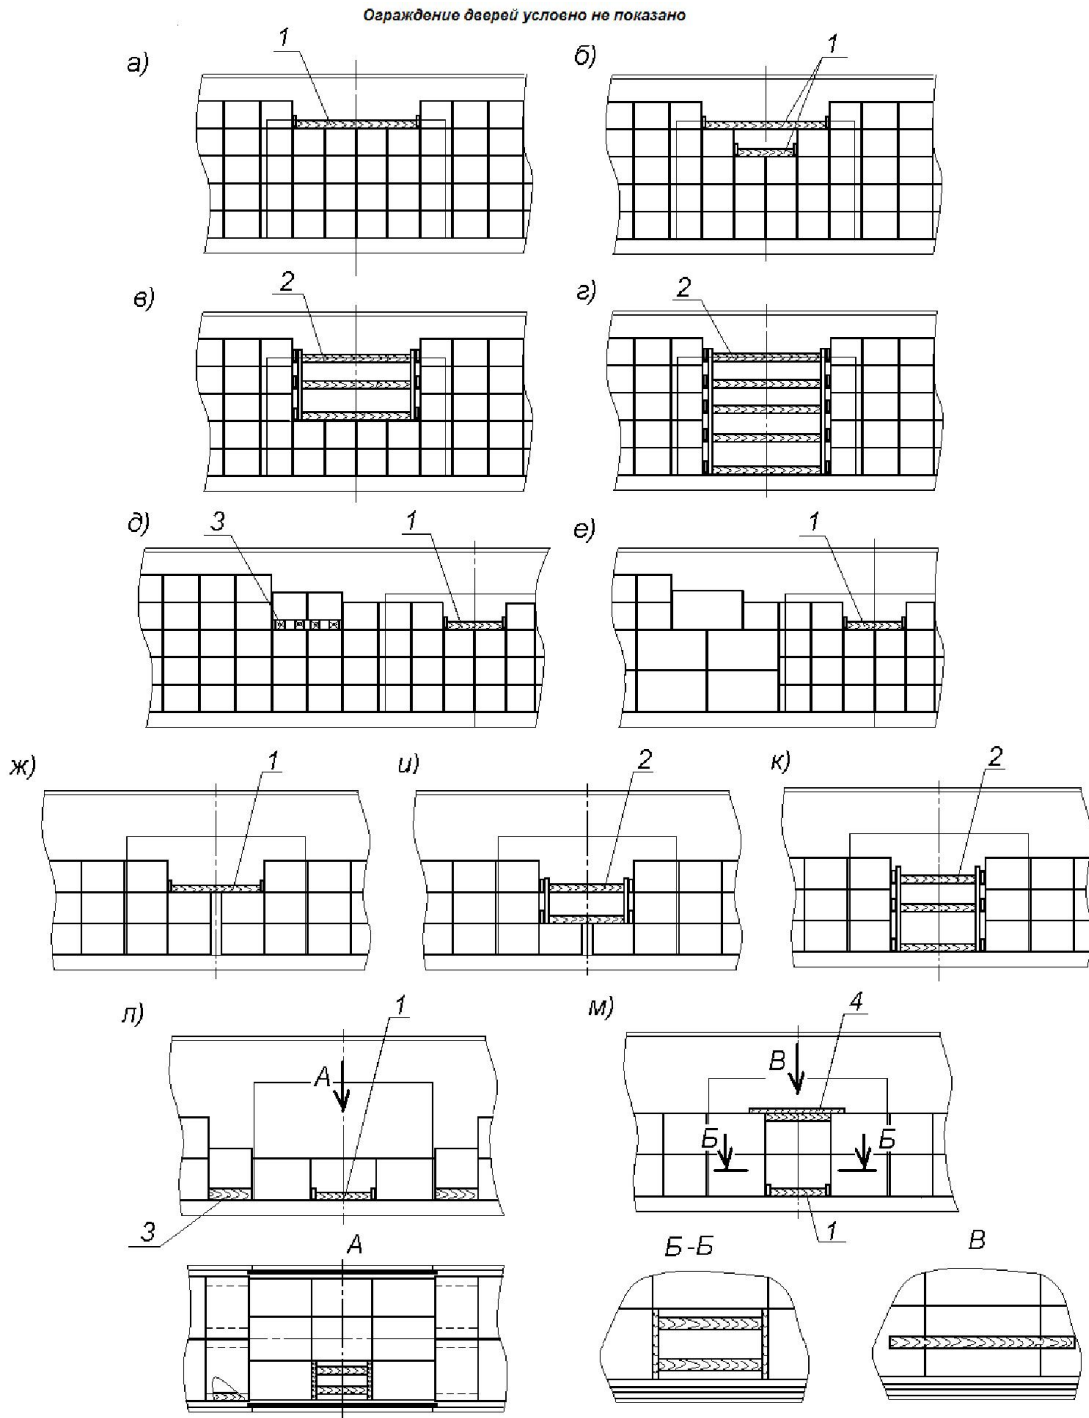 Ограждение дверей условно не показано
а) 1 б) 1
в) 2 г) 2
д) 3 1 е) 1
ж) 1 и) 2 к) 2
л) 1 м) 4
А В
Б Б
3 1
А Б-Б В